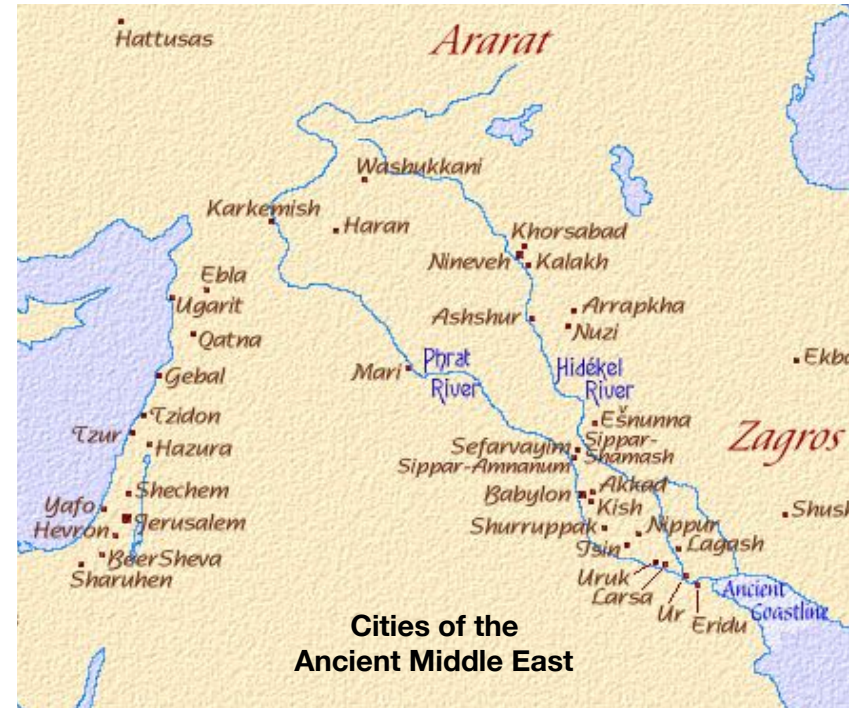 Hattusas
Ararat
Washukkani
Karkemish
Haran
Khorsabad
Nineveh
Kalakh
Ebla
Ugarit
Arrapkha
Ashshur
Nuzi
Qatna
Ekba
Mari
Phrat
River
Hidékel
River
Gebal
Tzidon
Ešnunna
Tzur
Hazura
Zagros
Sefarvayim
Sippar-
Shamash
Sippar-Amnanum
Shechem
Babylon
Akkad
Kish
Yafo
Shush
Jerusalem
Hevron
Shurruppak
Nippur
Isin
Lagash
BeerSheva
Sharuhen
Uruk
Larsa
Ur
Eridu
Ancient
Coastline
Cities of the
Ancient Middle East